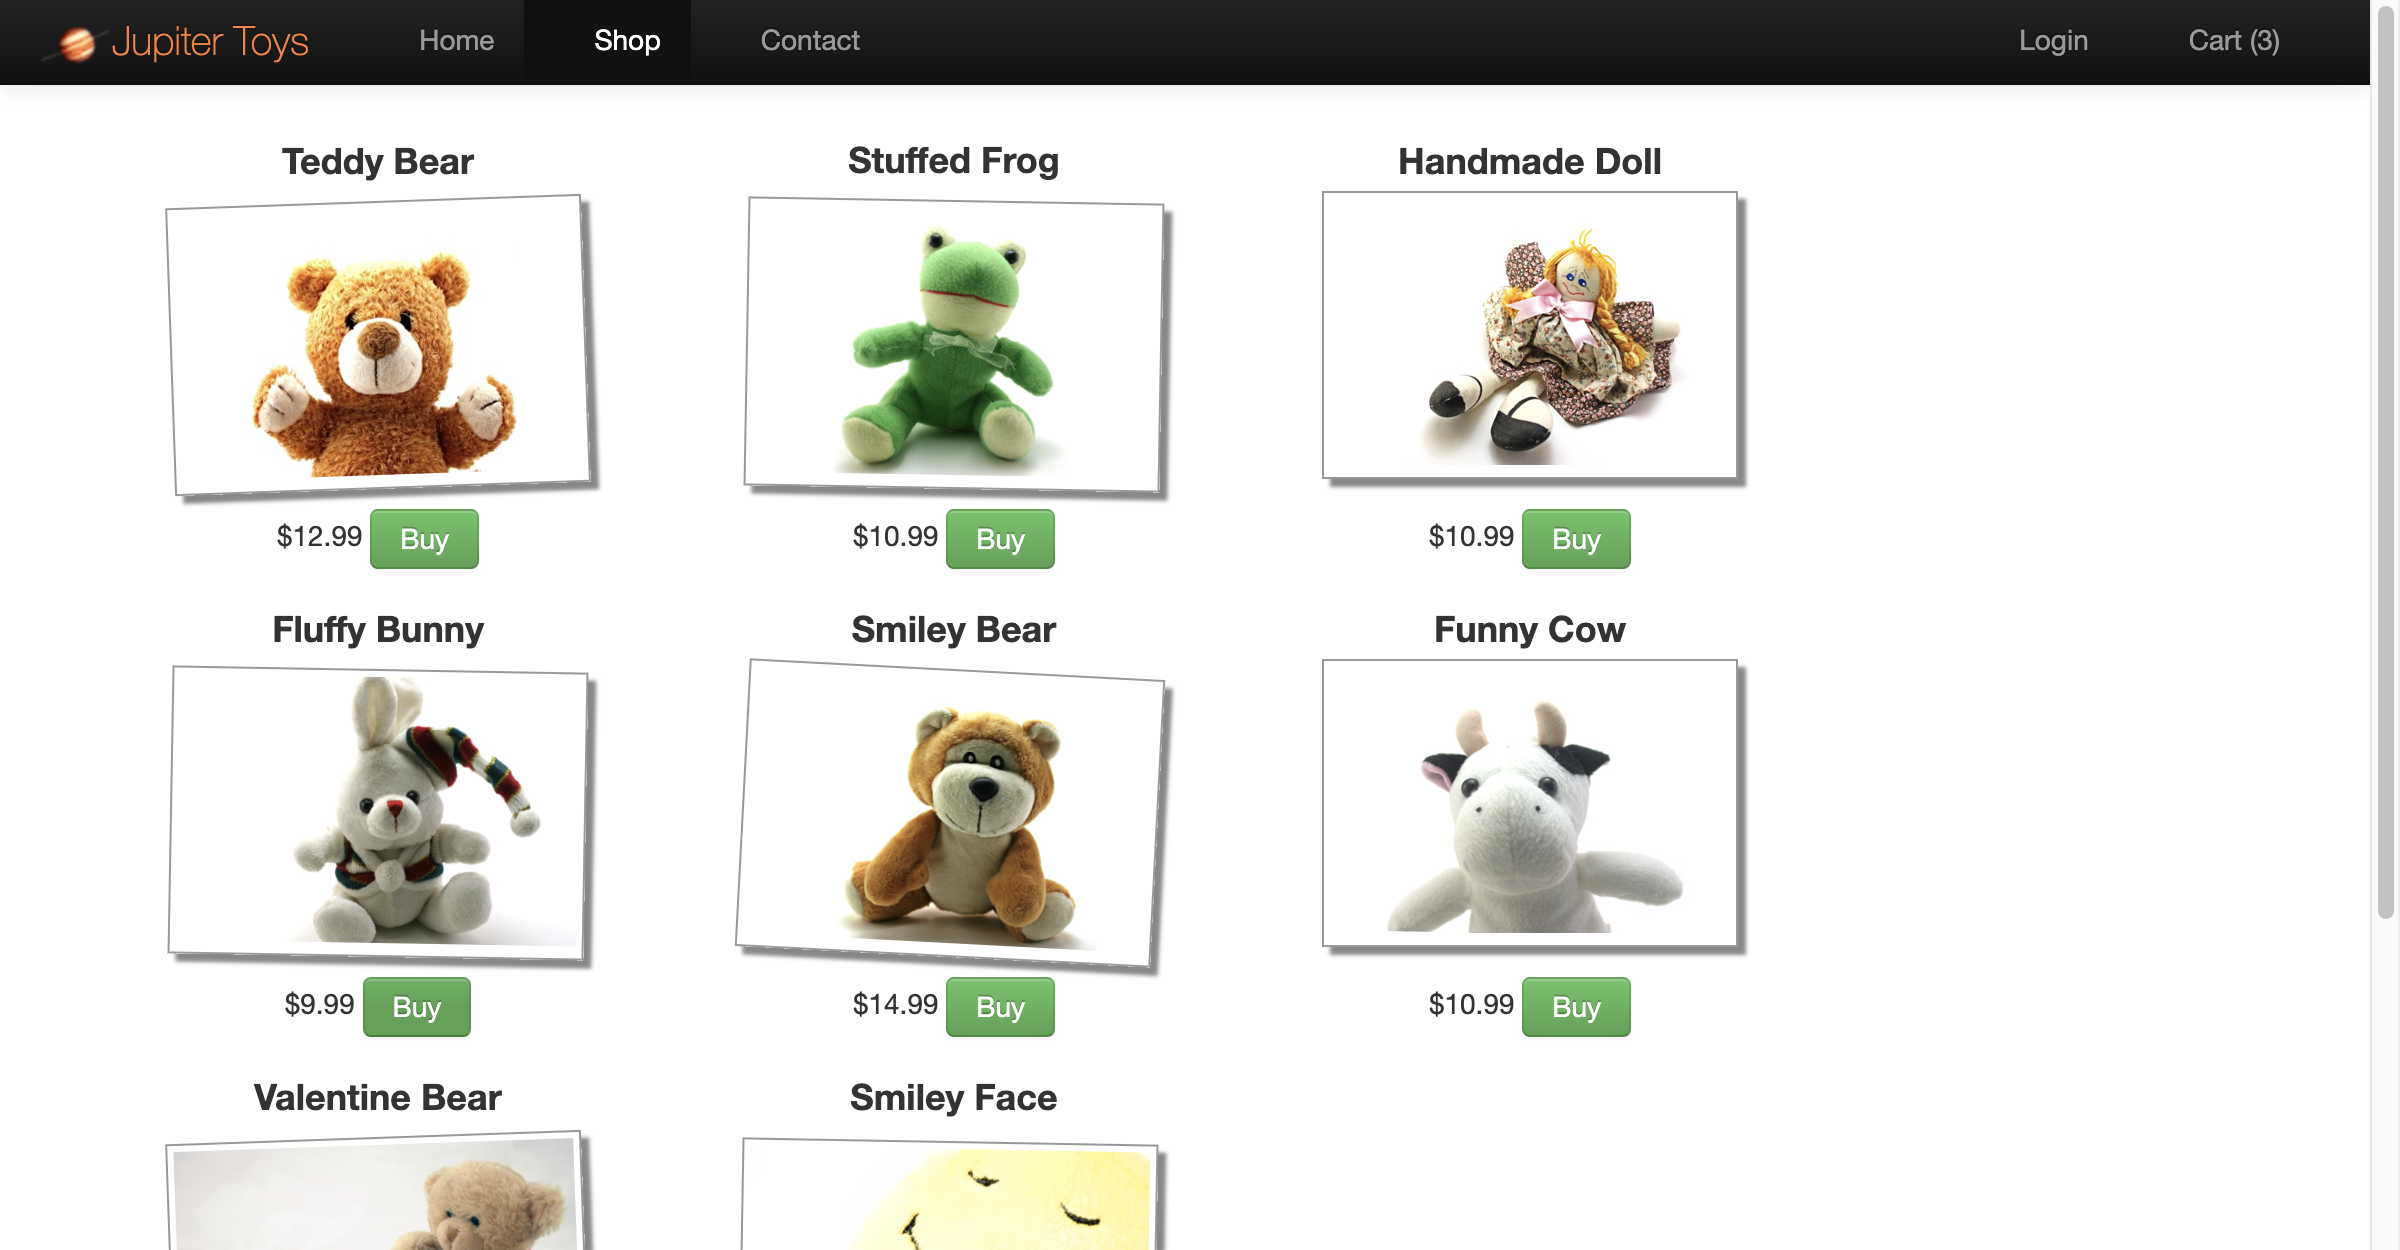 Jupiter Toys Home Shop Contact Login Cart (3)
Teddy Bear Stuffed Frog Handmade Doll
$12.99 Buy $10.99 Buy $10.99 Buy
Fluffy Bunny Smiley Bear Funny Cow
$9.99 Buy $14.99 Buy $10.99 Buy
Valentine Bear Smiley Face